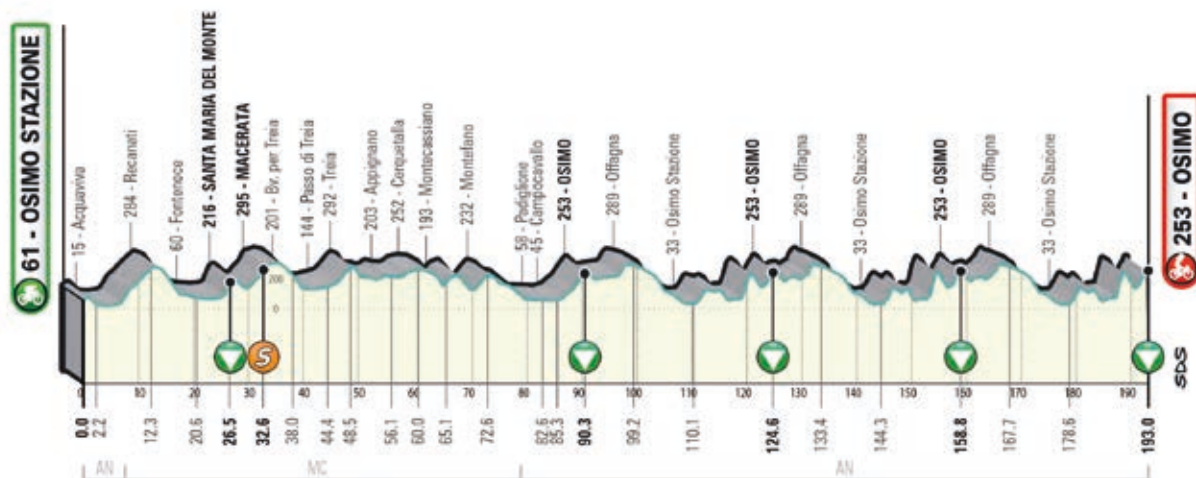 61 - OSIMO STAZIONE
15 - Acquaviva
284 - Recanati
60 - Fontenoce
216 - SANTA MARIA DEL MONTE
295 - MACERATA
201 - Bv. per Treia
144 - Passo di Treia
292 - Treia
203 - Appignano
252 - Cerquetalla
193 - Montecassiano
232 - Montefano
58 - Padiglione
45 - Campocavallo
253 - OSIMO
289 - Offagna
33 - Osimo Stazione
253 - OSIMO
289 - Offagna
33 - Osimo Stazione
253 - OSIMO
289 - Offagna
33 - Osimo Stazione
253 - OSIMO
200
0
S
SDS
0 10 20 30 40 50 60 70 80 90 100 110 120 130 140 150 160 170 180 190
0.0 2.2 12.3 20.6 26.5 32.6 38.0 44.4 48.5 56.1 60.0 65.1 72.6 82.6 85.3 90.3 99.2 110.1 124.6 133.4 144.3 158.8 167.7 178.6 193.0
AN MC AN